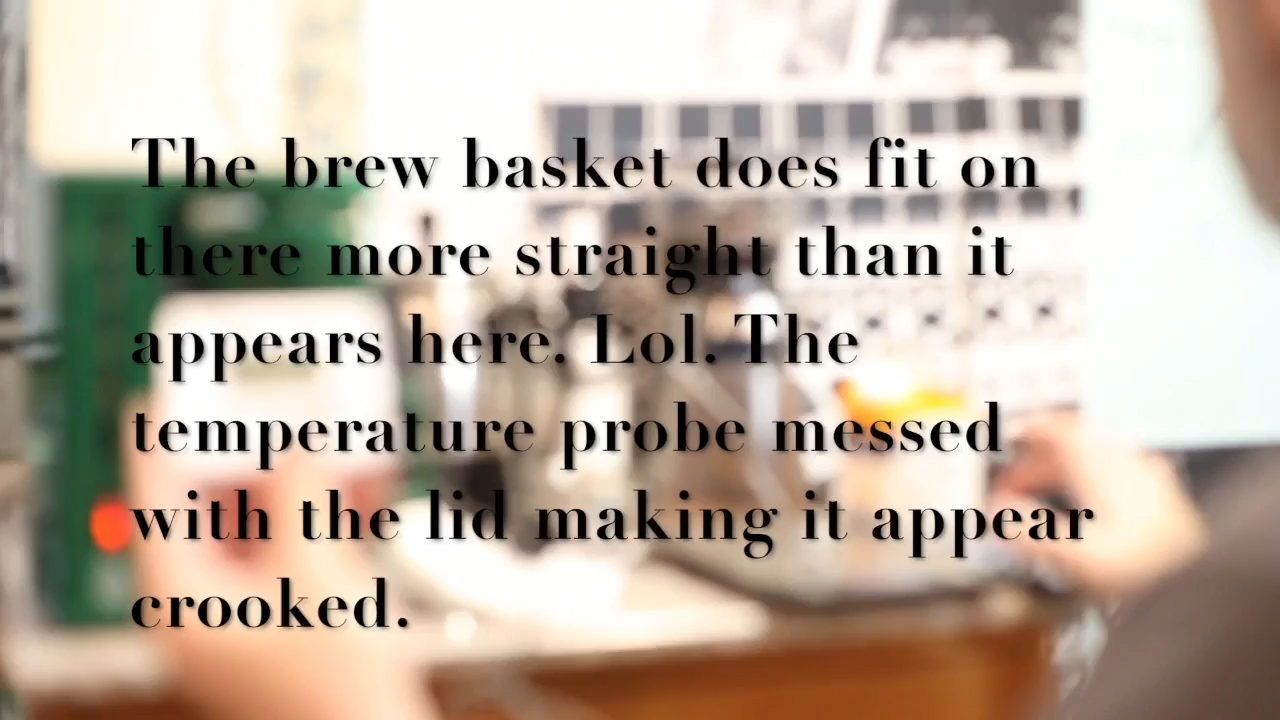 The brew basket does fit on
there more straight than it
appears here. Lol. The
temperature probe messed
with the lid making it appear
crooked.